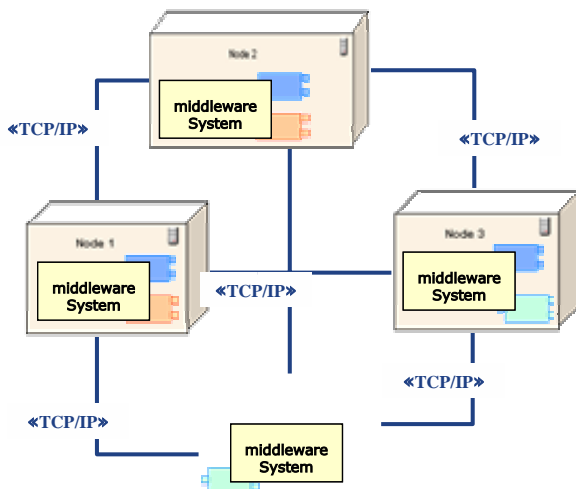 Node 2
middleware
System
«TCP/IP»
«TCP/IP»
Node 1
middleware
System
Node 3
middleware
System
«TCP/IP»
«TCP/IP»
«TCP/IP»
middleware
System